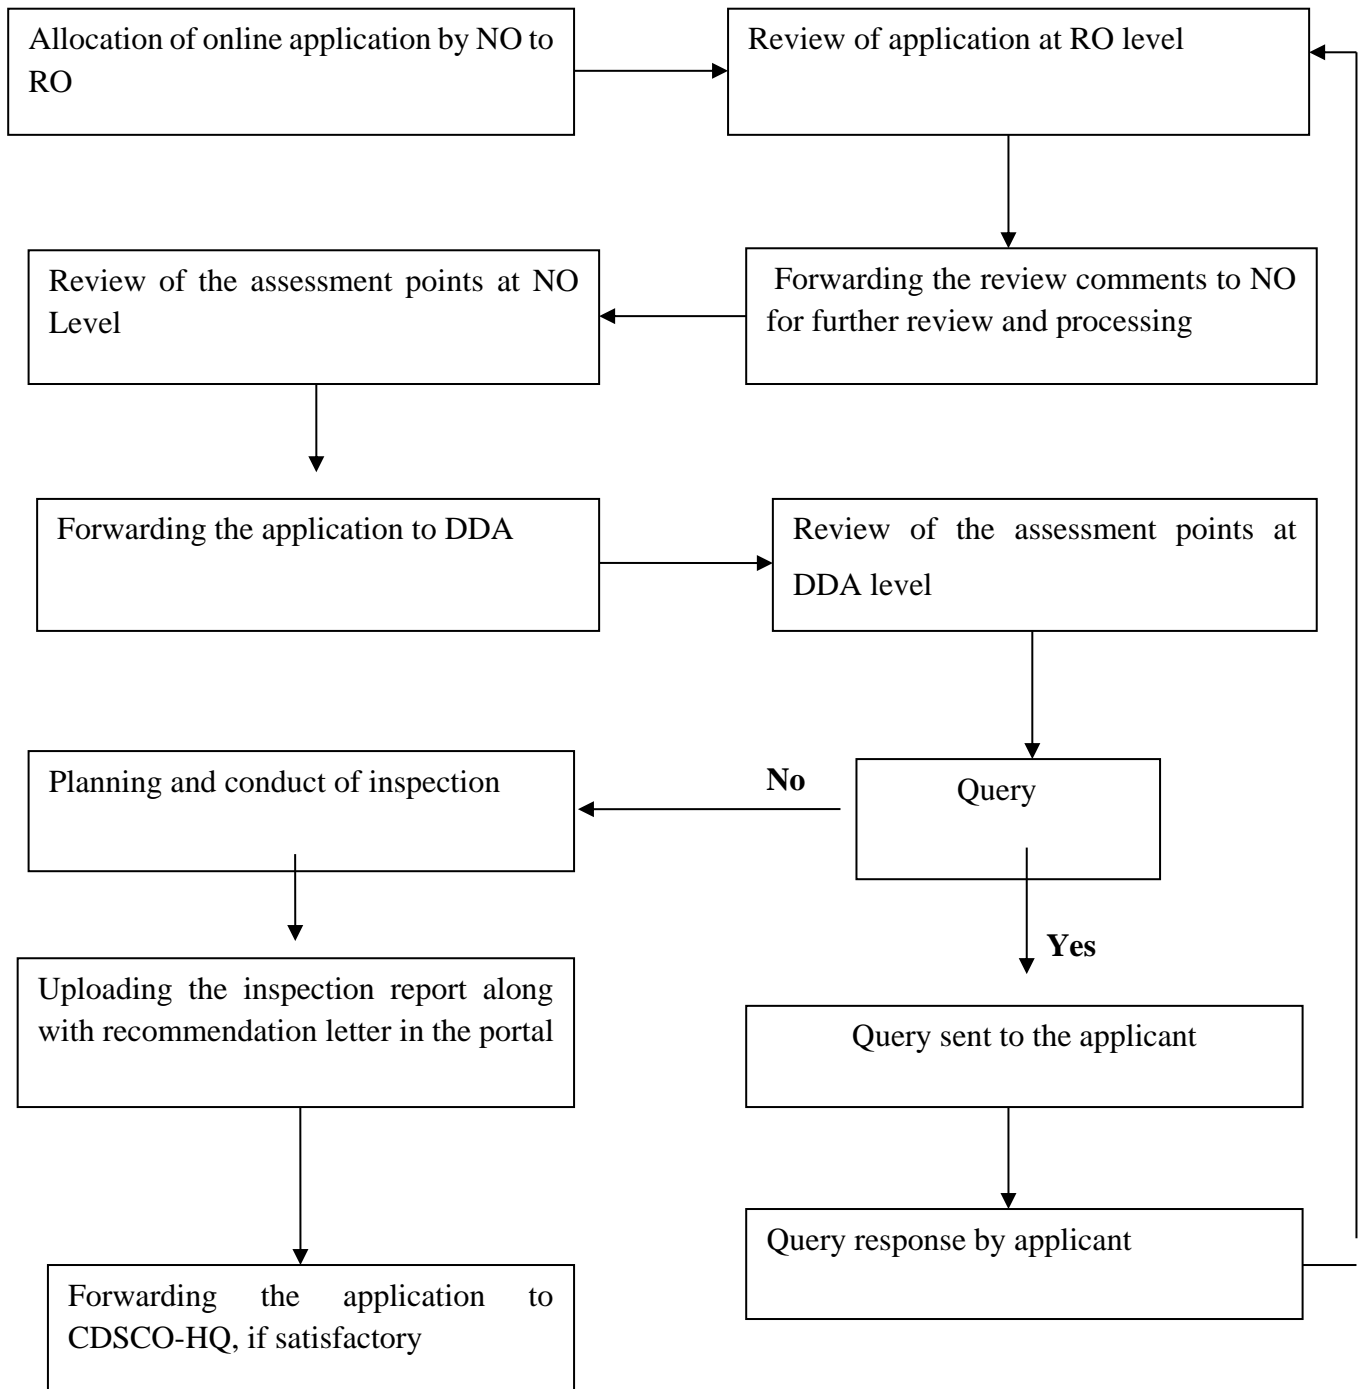 Allocation of online application by NO to
RO
Review of application at RO level
Forwarding the review comments to NO
for further review and processing
Review of the assessment points at NO
Level
Forwarding the application to DDA
Review of the assessment points at
DDA level
Query
No
Planning and conduct of inspection
Yes
Uploading the inspection report along
with recommendation letter in the portal
Query sent to the applicant
Query response by applicant
Forwarding the application to
CDSCO-HQ, if satisfactory